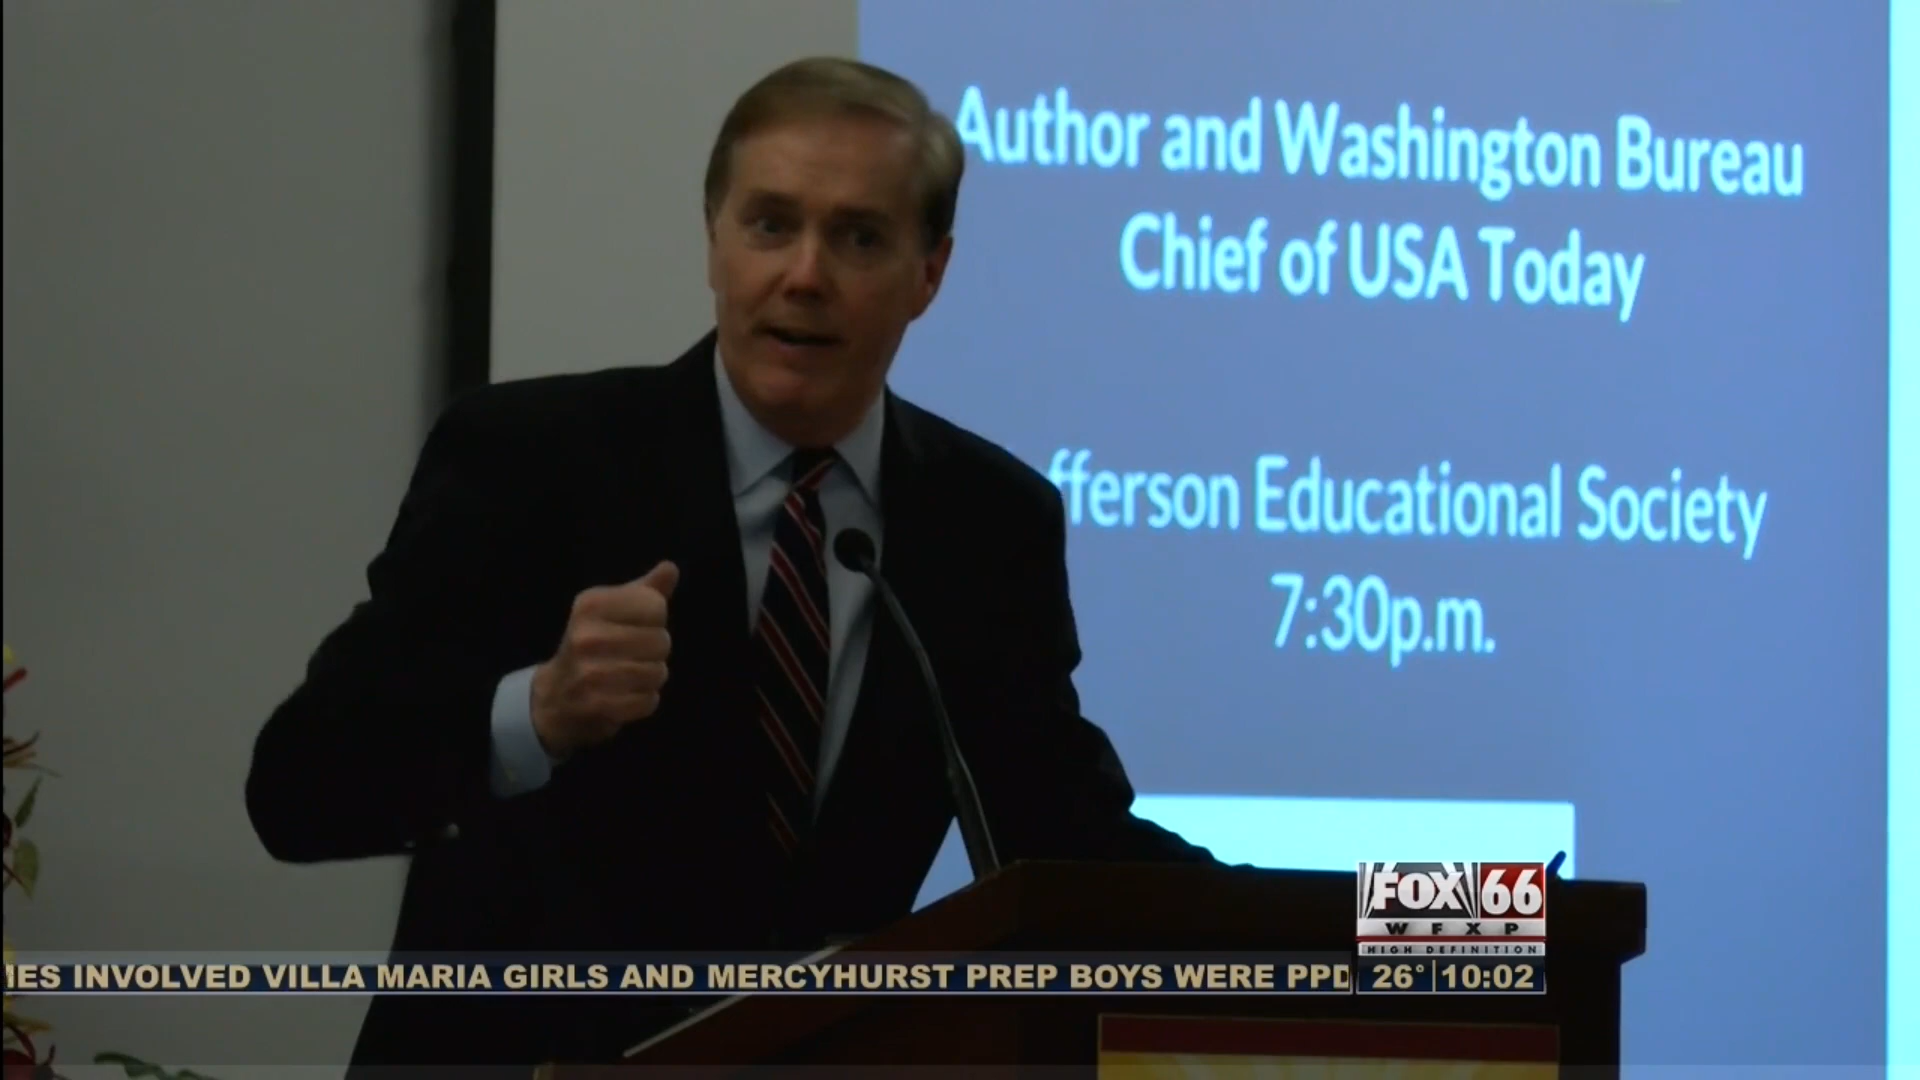 Author and Washington Bureau
Chief of USA Today
fferson Educational Society
7:30p.m.
FOX 66
WFXP
HIGH DEFINITION
IES INVOLVED VILLA MARIA GIRLS AND MERCYHURST PREP BOYS WERE PPD
26° 10:02